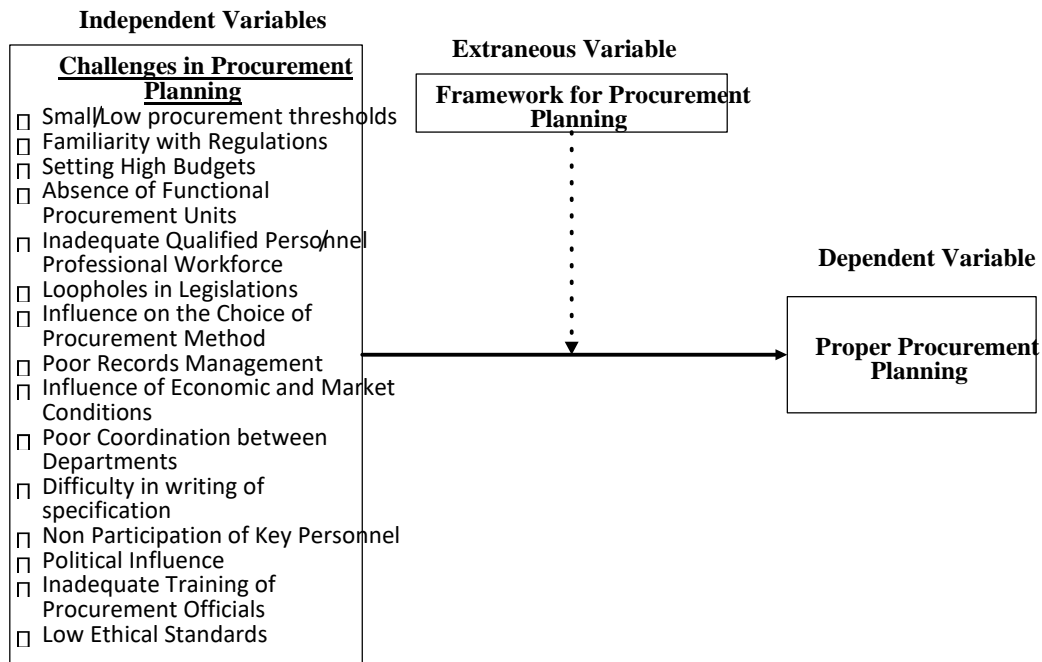 Independent Variables
Challenges in Procurement
Planning
Small/Low procurement thresholds
Familiarity with Regulations
Setting High Budgets
Absence of Functional
Procurement Units
Inadequate Qualified Personnel/
Professional Workforce
Loopholes in Legislations
Influence on the Choice of
Procurement Method
Poor Records Management
Influence of Economic and Market
Conditions
Poor Coordination between
Departments
Difficulty in writing of
specification
Non Participation of Key Personnel
Political Influence
Inadequate Training of
Procurement Officials
Low Ethical Standards
Extraneous Variable
Framework for Procurement
Planning
Dependent Variable
Proper Procurement
Planning